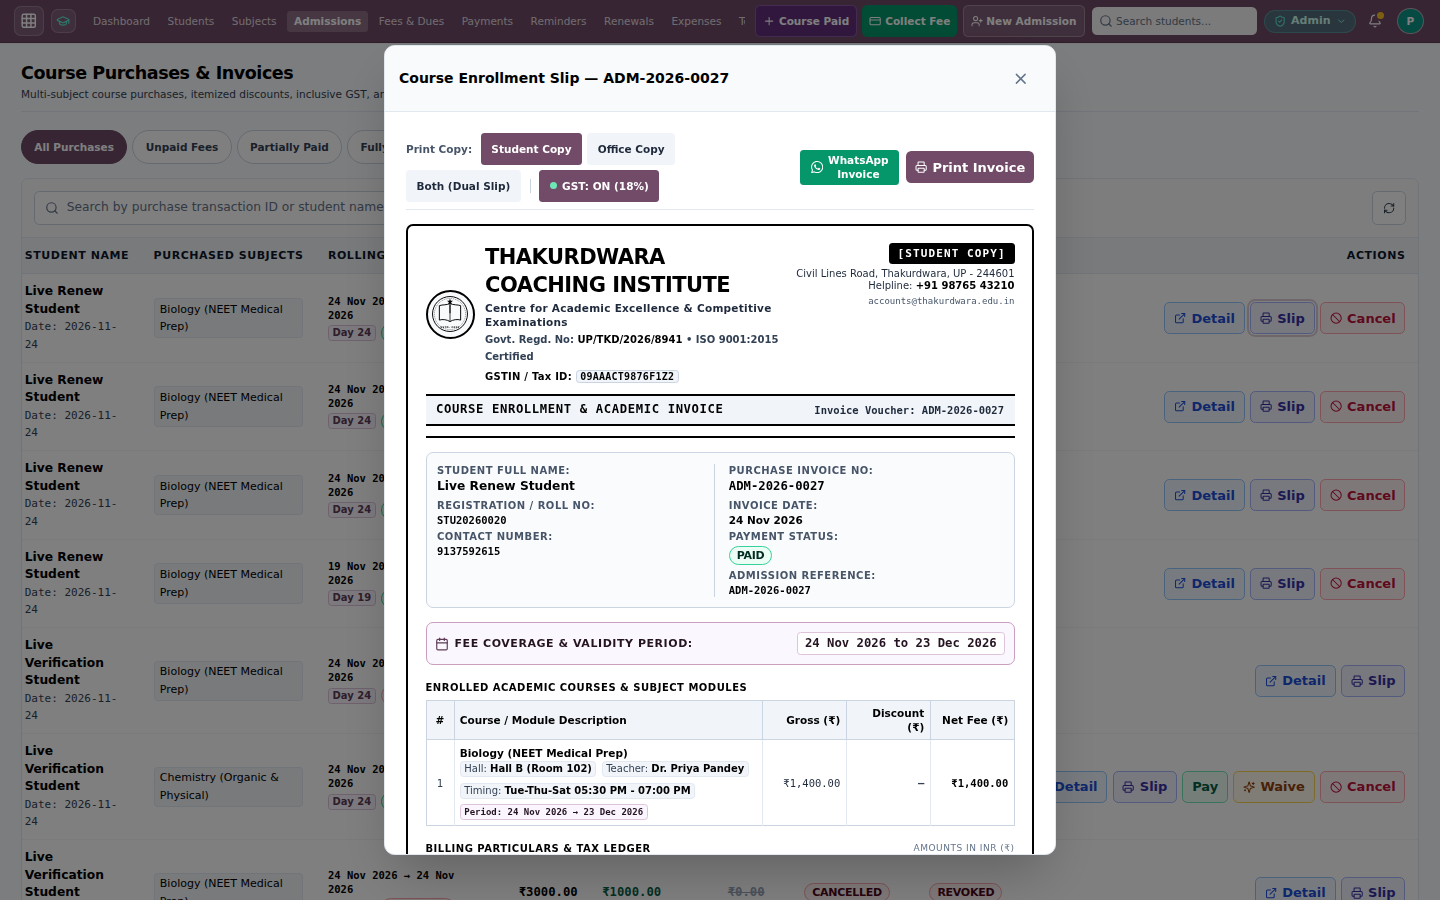 Dashboard Students Subjects Admissions Fees & Dues Payments Reminders Renewals Expenses
Course Paid Collect Fee New Admission Search students... Admin P
Course Purchases & Invoices
Multi-subject course purchases, itemized discounts, inclusive GST,
All Purchases Unpaid Fees Partially Paid
Search by purchase transaction ID or student name
STUDENT NAME PURCHASED SUBJECTS ROLLING ACTIONS
Live Renew
Student
Date: 2026-11-
24
Biology (NEET Medical
Prep)
24 Nov
2026
Day 24
Detail Slip Cancel
Live Renew
Student
Date: 2026-11-
24
Biology (NEET Medical
Prep)
24 Nov
2026
Day 24
Detail Slip Cancel
Live Renew
Student
Date: 2026-11-
24
Biology (NEET Medical
Prep)
24 Nov
2026
Day 24
Detail Slip Cancel
Live Renew
Student
Date: 2026-11-
24
Biology (NEET Medical
Prep)
19 Nov
2026
Day 19
Detail Slip Cancel
Live
Verification
Student
Date: 2026-11-
24
Biology (NEET Medical
Prep)
24 Nov
2026
Day 24
Detail Slip
Live
Verification
Student
Date: 2026-11-
24
Chemistry (Organic &
Physical)
24 Nov
2026
Day 24
Detail Slip Pay Waive Cancel
Live
Verification
Student
Biology (NEET Medical
24 Nov 2026 → 24 Nov
2026
₹3000.00 ₹1000.00 ₹0.00 CANCELLED REVOKED
Detail Slip
Course Enrollment Slip — ADM-2026-0027
Print Copy: Student Copy Office Copy
Both (Dual Slip) GST: ON (18%)
WhatsApp
Invoice
Print Invoice
THAKURDWARA
COACHING INSTITUTE
Centre for Academic Excellence & Competitive
Examinations
Govt. Regd. No: UP/TKD/2026/8941 • ISO 9001:2015
Certified
GSTIN / Tax ID: 09AAACT9876F1Z2
[STUDENT COPY]
Civil Lines Road, Thakurdwara, UP - 244601
Helpline: +91 98765 43210
accounts@thakurdwara.edu.in
COURSE ENROLLMENT & ACADEMIC INVOICE Invoice Voucher: ADM-2026-0027
STUDENT FULL NAME:
Live Renew Student
REGISTRATION / ROLL NO:
STU20260020
CONTACT NUMBER:
9137592615
PURCHASE INVOICE NO:
ADM-2026-0027
INVOICE DATE:
24 Nov 2026
PAYMENT STATUS:
PAID
ADMISSION REFERENCE:
ADM-2026-0027
FEE COVERAGE & VALIDITY PERIOD: 24 Nov 2026 to 23 Dec 2026
ENROLLED ACADEMIC COURSES & SUBJECT MODULES
# Course / Module Description Gross (₹) Discount (₹) Net Fee (₹)
1 Biology (NEET Medical Prep) ₹1,400.00 – ₹1,400.00
Hall: Hall B (Room 102) Teacher: Dr. Priya Pandey
Timing: Tue-Thu-Sat 05:30 PM - 07:00 PM
Period: 24 Nov 2026 → 23 Dec 2026
BILLING PARTICULARS & TAX LEDGER AMOUNTS IN INR (₹)